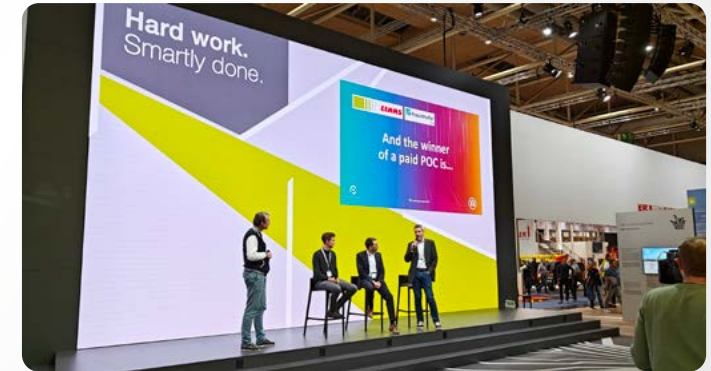 Hard work.
Smartly done.
CLAAS Fraunhofer
And the winner
of a paid POC is...